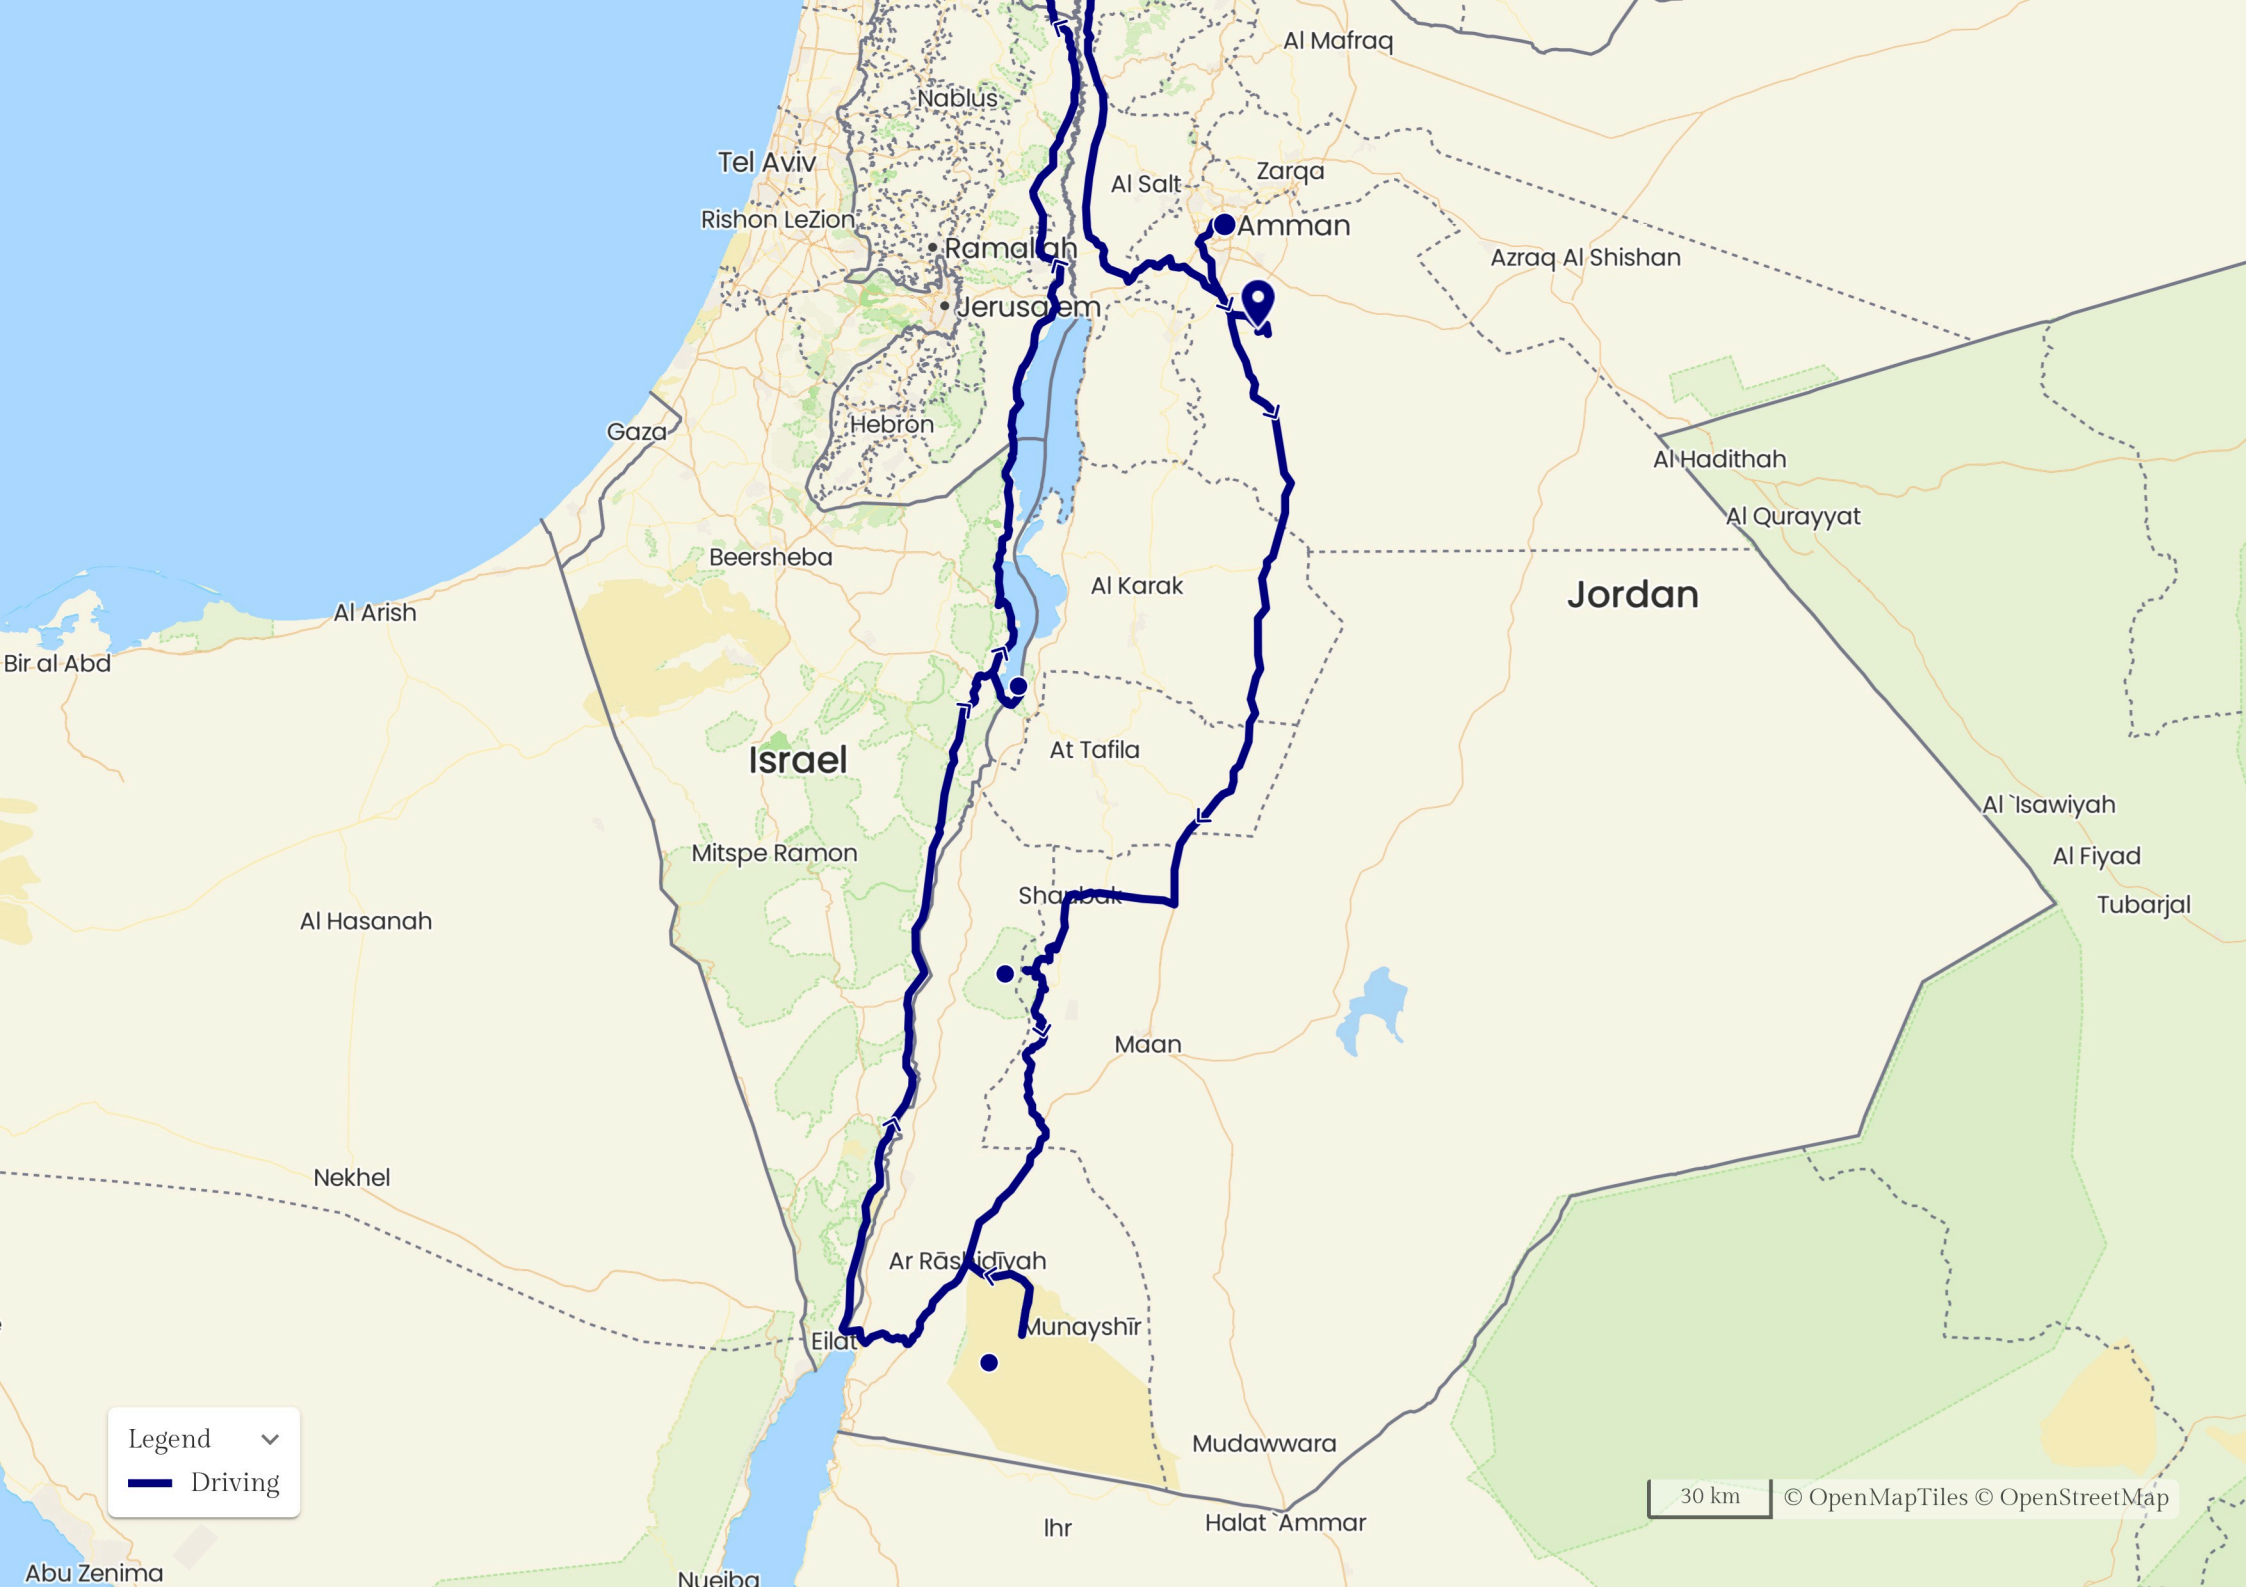 Al Mafraq
Nablus
Tel Aviv
Zarqa
Al Salt
Rishon LeZion
Amman
Ramallah
Azraq Al Shishan
Jerusalem
Hebron
Gaza
Al Hadithah
Al Qurayyat
Beersheba
Al Karak
Jordan
Al Arish
Bir al Abd
At Tafila
Israel
Al `Isawiyah
Mitspe Ramon
Al Fiyad
Shaubak
Tubarjal
Al Hasanah
Maan
Nekhel
Ar Rāshidīyah
Munayshīr
Eilat
Legend
Driving
Mudawwara
30 km
© OpenMapTiles © OpenStreetMap
Ihr
Halat `Ammar
Abu Zenima
Nueiba